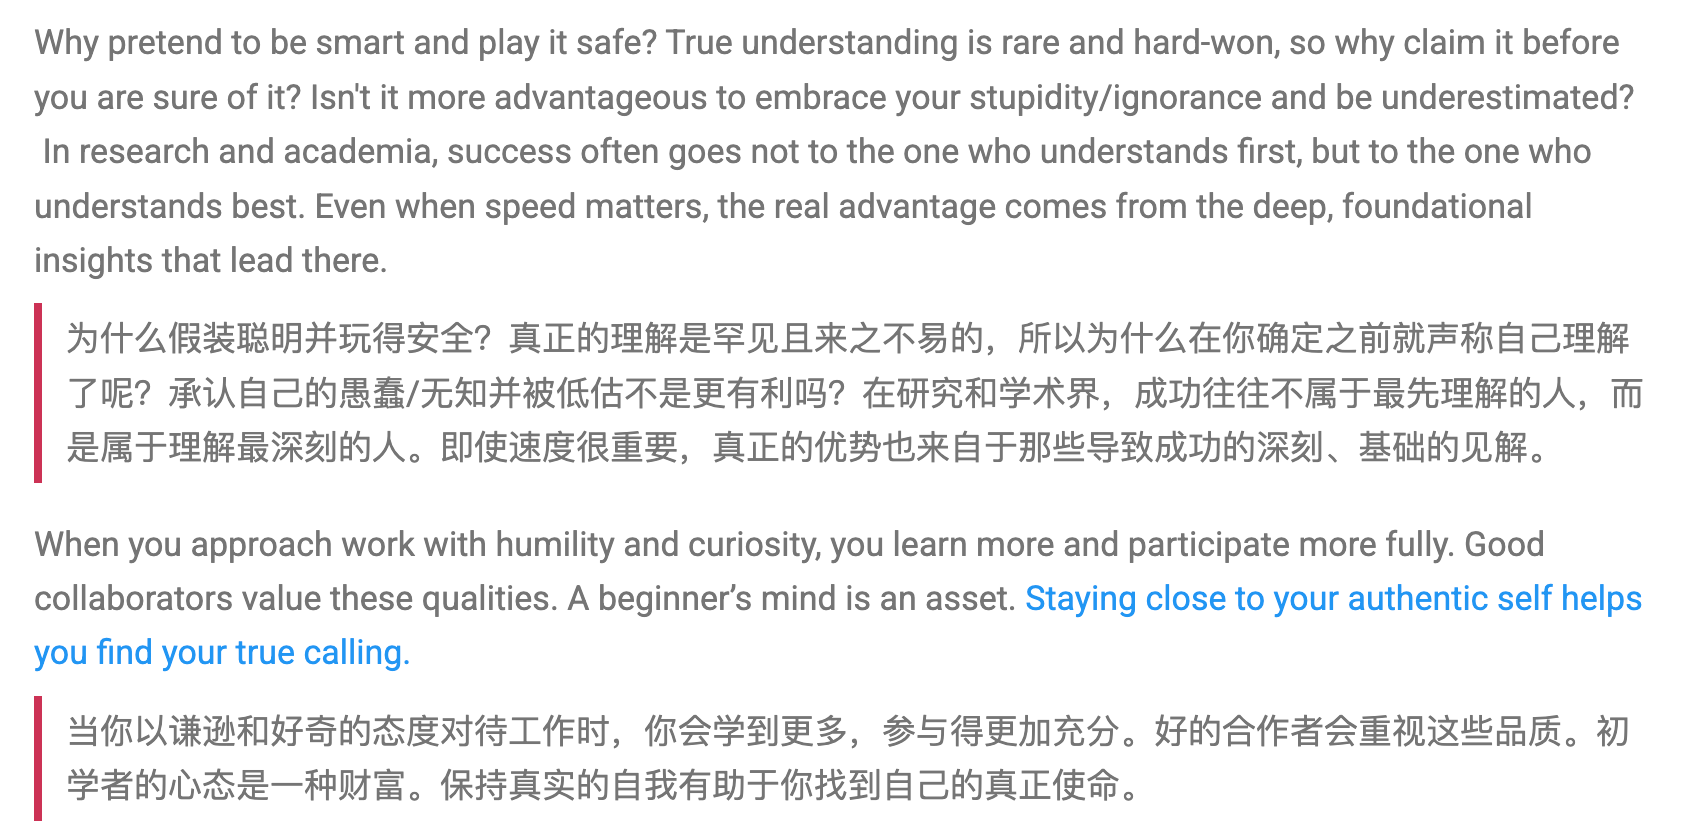 Why pretend to be smart and play it safe? True understanding is rare and hard-won, so why claim it before
you are sure of it? Isn't it more advantageous to embrace your stupidity/ignorance and be underestimated?
In research and academia, success often goes not to the one who understands first, but to the one who
understands best. Even when speed matters, the real advantage comes from the deep, foundational
insights that lead there.
为什么假装聪明并玩得安全？真正的理解是罕见且来之不易的，所以为什么在你确定之前就声称自己理解
了呢？承认自己的愚蠢/无知并被低估不是更有利吗？在研究和学术界，成功往往不属于最先理解的人，而
是属于理解最深刻的人。即使速度很重要，真正的优势也来自于那些导致成功的深刻、基础的见解。
When you approach work with humility and curiosity, you learn more and participate more fully. Good
collaborators value these qualities. A beginner’s mind is an asset. Staying close to your authentic self helps
you find your true calling.
当你以谦逊和好奇的态度对待工作时，你会学到更多，参与得更加充分。好的合作者会重视这些品质。初
学者的心态是一种财富。保持真实的自我有助于你找到自己的真正使命。